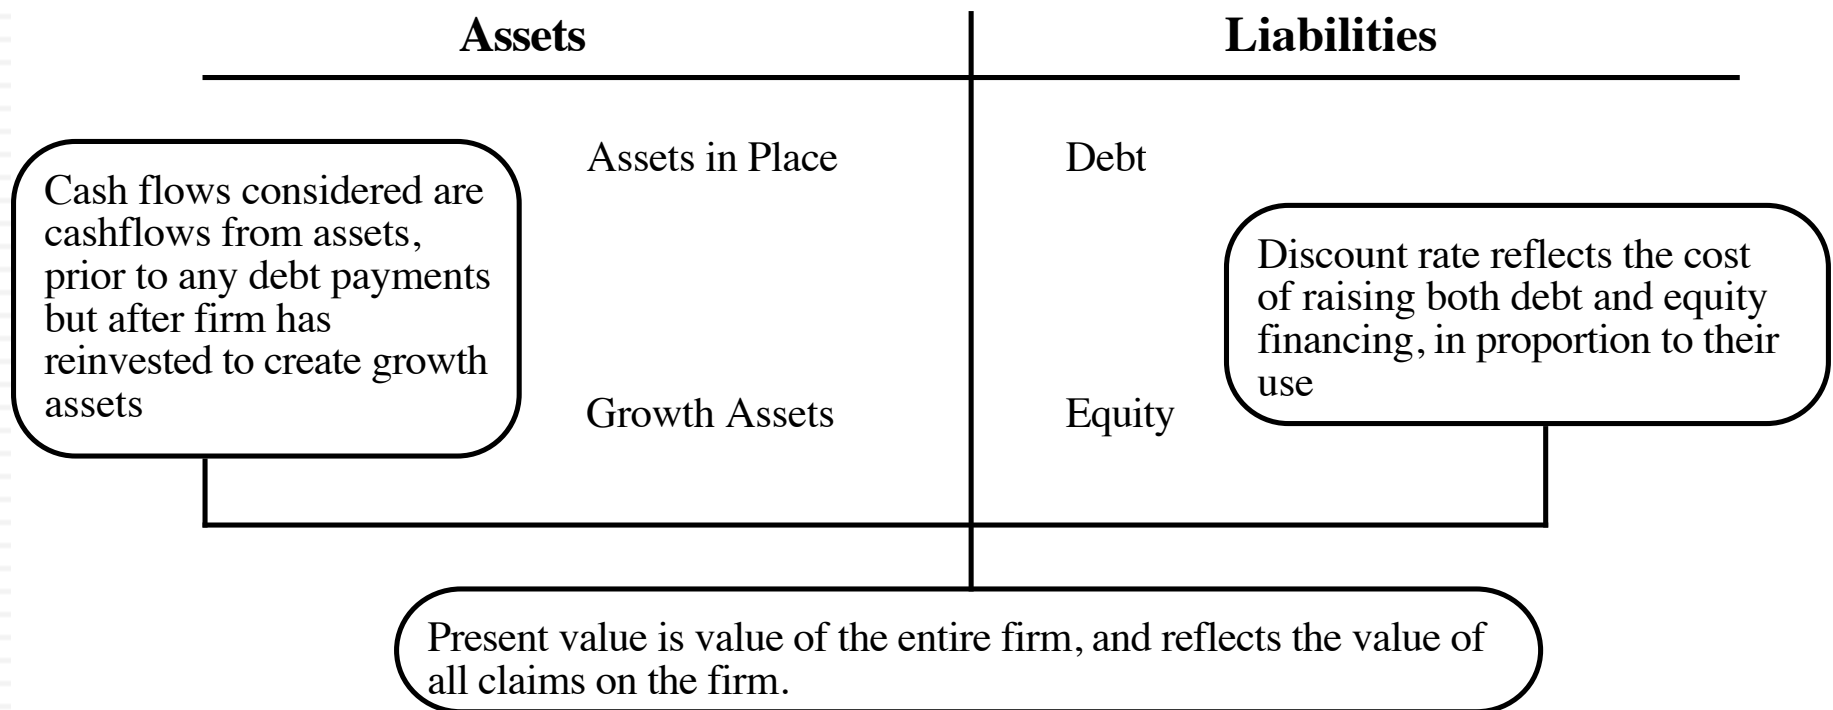 Assets
Liabilities
Assets in Place
Debt
Cash flows considered are
cashflows from assets,
prior to any debt payments
but after firm has
reinvested to create growth
assets
Discount rate reflects the cost
of raising both debt and equity
financing, in proportion to their
use
Growth Assets
Equity
Present value is value of the entire firm, and reflects the value of
all claims on the firm.